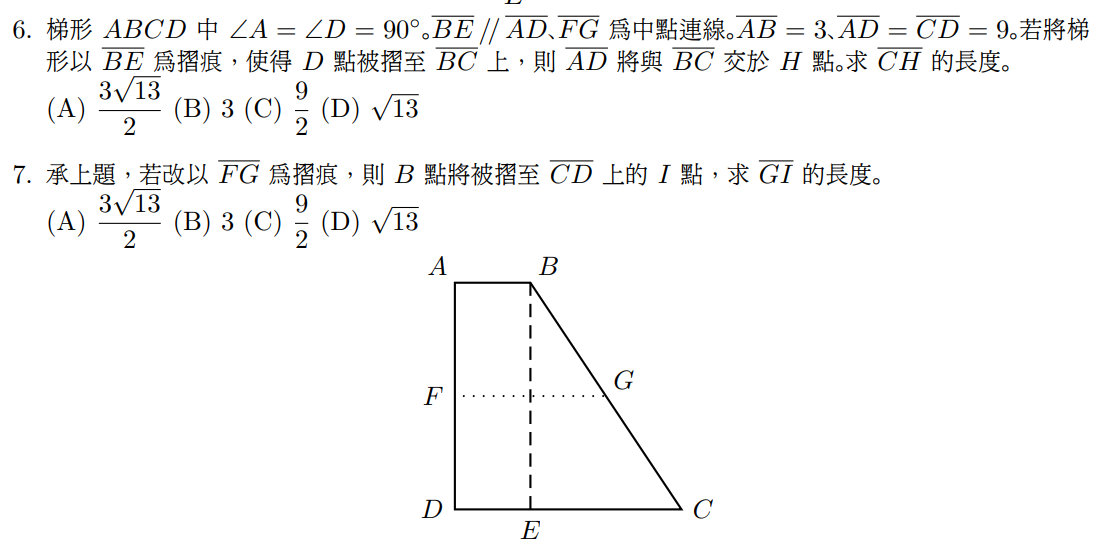 6. 梯形 ABCD 中 ∠A = ∠D = 90°。\overline{BE} // \overline{AD}、\overline{FG} 為中點連線。\overline{AB} = 3、\overline{AD} = \overline{CD} = 9。若將梯
形以 \overline{BE} 為摺痕，使得 D 點被摺至 \overline{BC} 上，則 \overline{AD} 將與 \overline{BC} 交於 H 點。求 \overline{CH} 的長度。
(A) \frac{3\sqrt{13}}{2} (B) 3 (C) \frac{9}{2} (D) \sqrt{13}
7. 承上題，若改以 \overline{FG} 為摺痕，則 B 點將被摺至 \overline{CD} 上的 I 點，求 \overline{GI} 的長度。
(A) \frac{3\sqrt{13}}{2} (B) 3 (C) \frac{9}{2} (D) \sqrt{13}
A B
F G
D E C